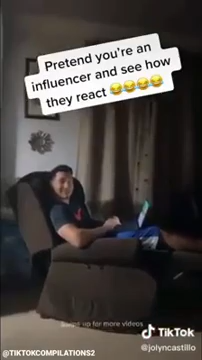 Pretend you're an
influencer and see how
they react 😂😂😂😂
Swipe up for more videos
TikTok
@TIKTOKCOMPILATIONS2
@jolyncastillo